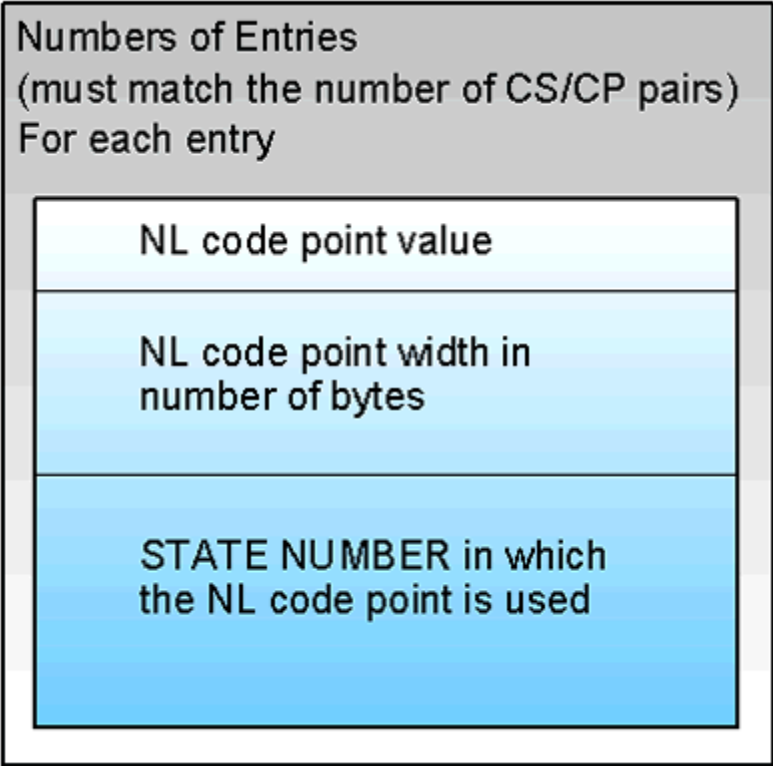 Numbers of Entries
(must match the number of CS/CP pairs)
For each entry
NL code point value
NL code point width in
number of bytes
STATE NUMBER in which
the NL code point is used